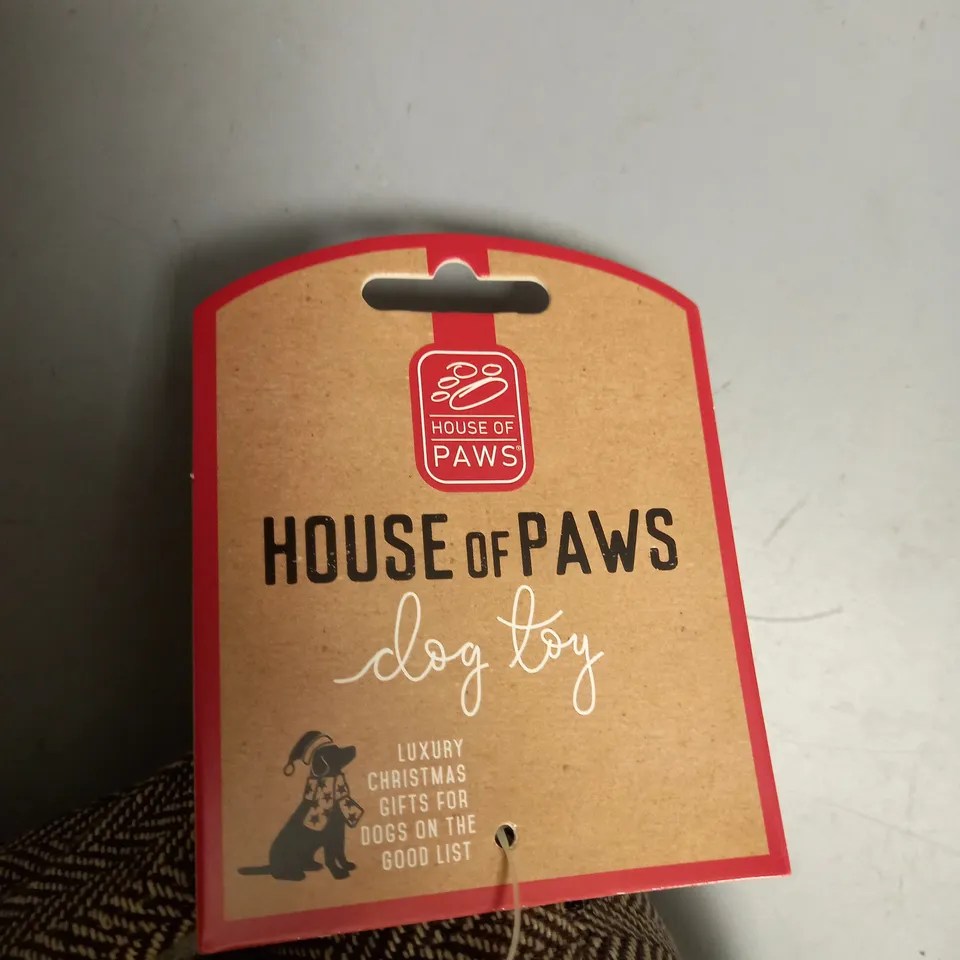 HOUSE OF
PAWS®
HOUSE OF PAWS
dog toy
LUXURY
CHRISTMAS
GIFTS FOR
DOGS ON THE
GOOD LIST